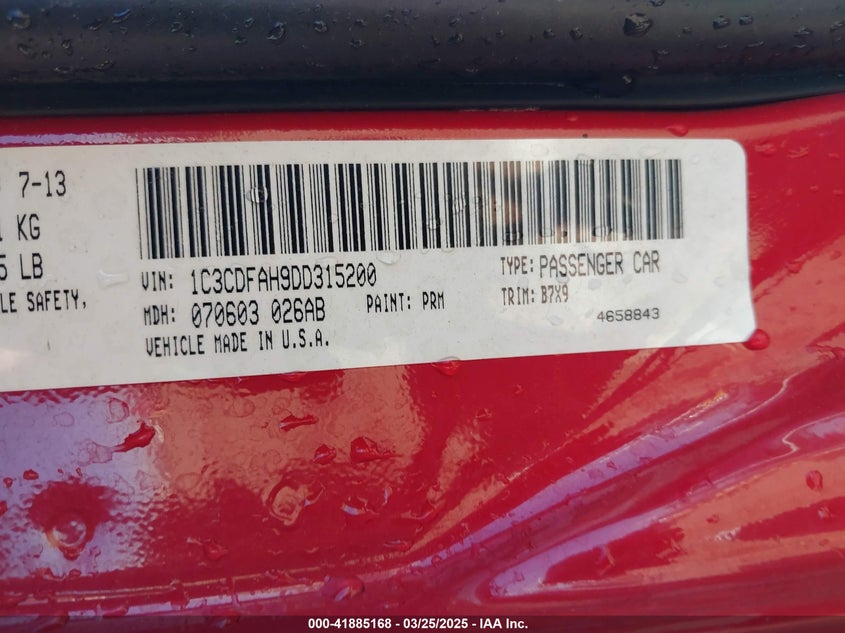 7-13
KG
LB
LE SAFETY,
VIN: 1C3CDFAH9DD315200
TYPE: PASSENGER CAR
MDH: 070603 026AB
PAINT: PRM
TRIM: B7X9
VEHICLE MADE IN U.S.A.
4658843
000-41885168 - 03/25/2025 - IAA Inc.